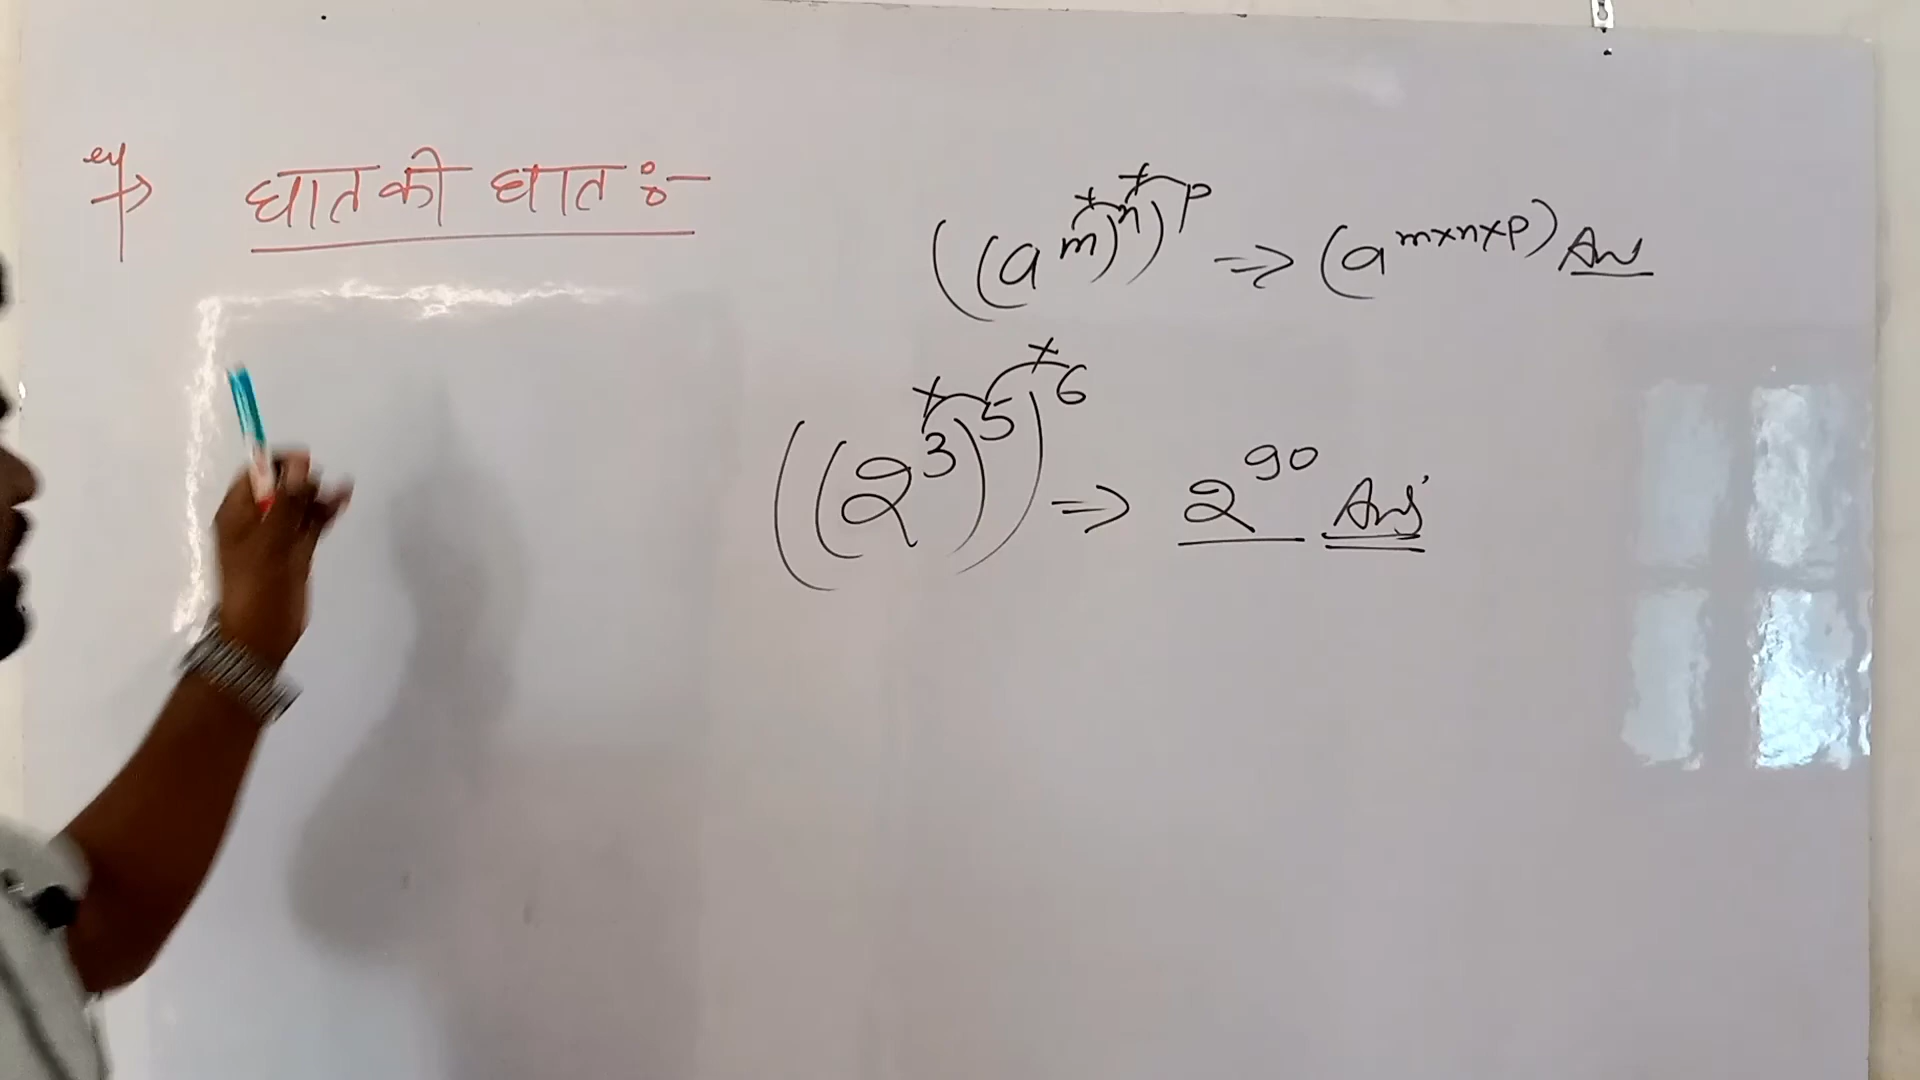 घात की घात :-
((a^m)^n)^p ⇒ (a^m×n×p) Ans
((2^3)^5)^6 ⇒ 2^90 Ans